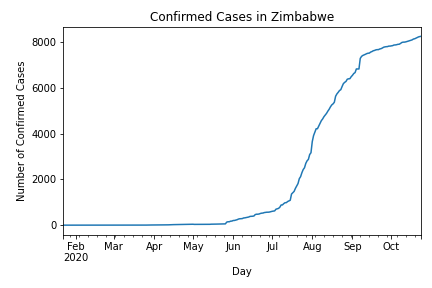 Confirmed Cases in Zimbabwe
Number of Confirmed Cases
8000
6000
4000
2000
0
Feb Mar Apr May Jun Jul Aug Sep Oct
2020
Day